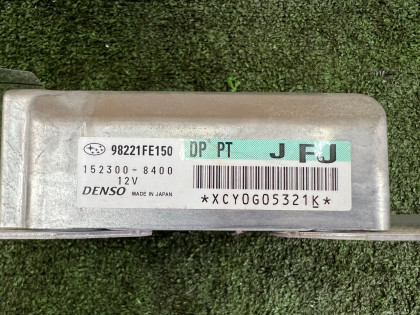 98221FE150 DP PT J FJ
152300-8400
12V
DENSO MADE IN JAPAN
*XCY0G05321K*